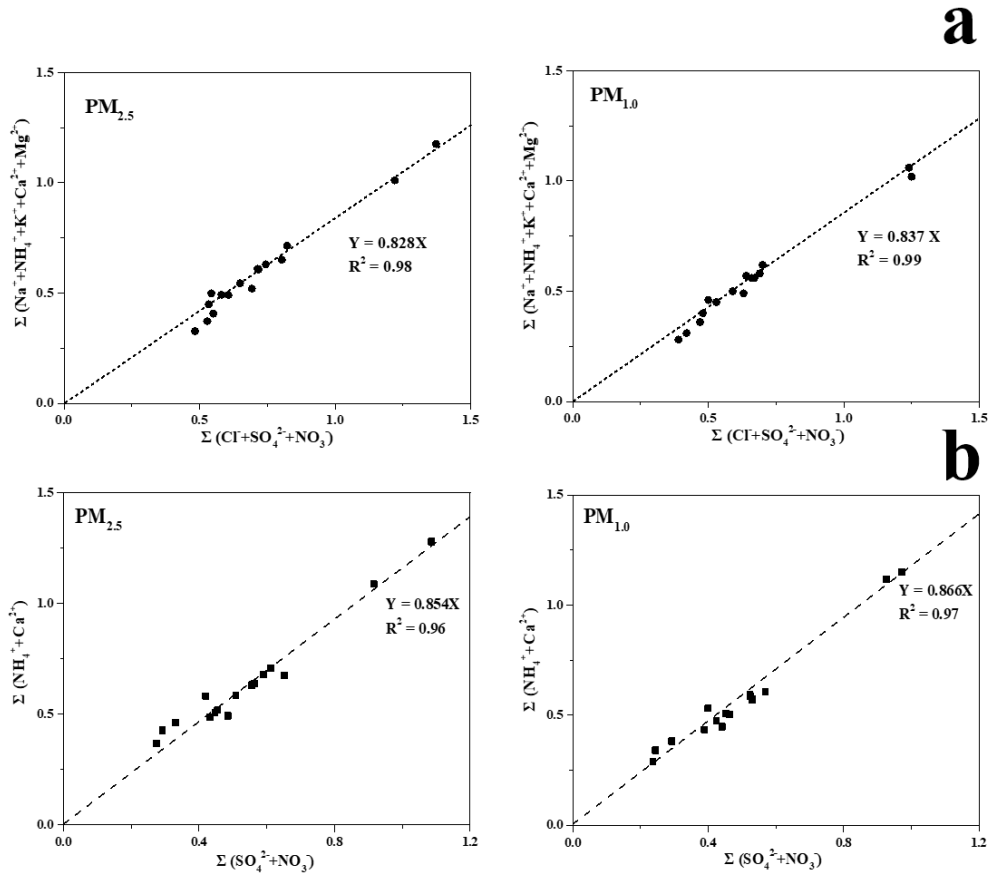 a
PM2.5
1.5
1.0
0.5
0.0
Σ (Na⁺+NH₄⁺+K⁺+Ca²⁺+Mg²⁺)
Y = 0.828X
R² = 0.98
0.0 0.5 1.0 1.5
Σ (Cl⁻+SO₄²⁻+NO₃⁻)
PM1.0
1.5
1.0
0.5
0.0
Σ (Na⁺+NH₄⁺+K⁺+Ca²⁺+Mg²⁺)
Y = 0.837 X
R² = 0.99
0.0 0.5 1.0 1.5
Σ (Cl⁻+SO₄²⁻+NO₃⁻)
b
PM2.5
1.5
1.0
0.5
0.0
Σ (NH₄⁺+Ca²⁺)
Y = 0.854X
R² = 0.96
0.0 0.4 0.8 1.2
Σ (SO₄²⁻+NO₃⁻)
PM1.0
1.5
1.0
0.5
0.0
Σ (NH₄⁺+Ca²⁺)
Y = 0.866X
R² = 0.97
0.0 0.4 0.8 1.2
Σ (SO₄²⁻+NO₃⁻)